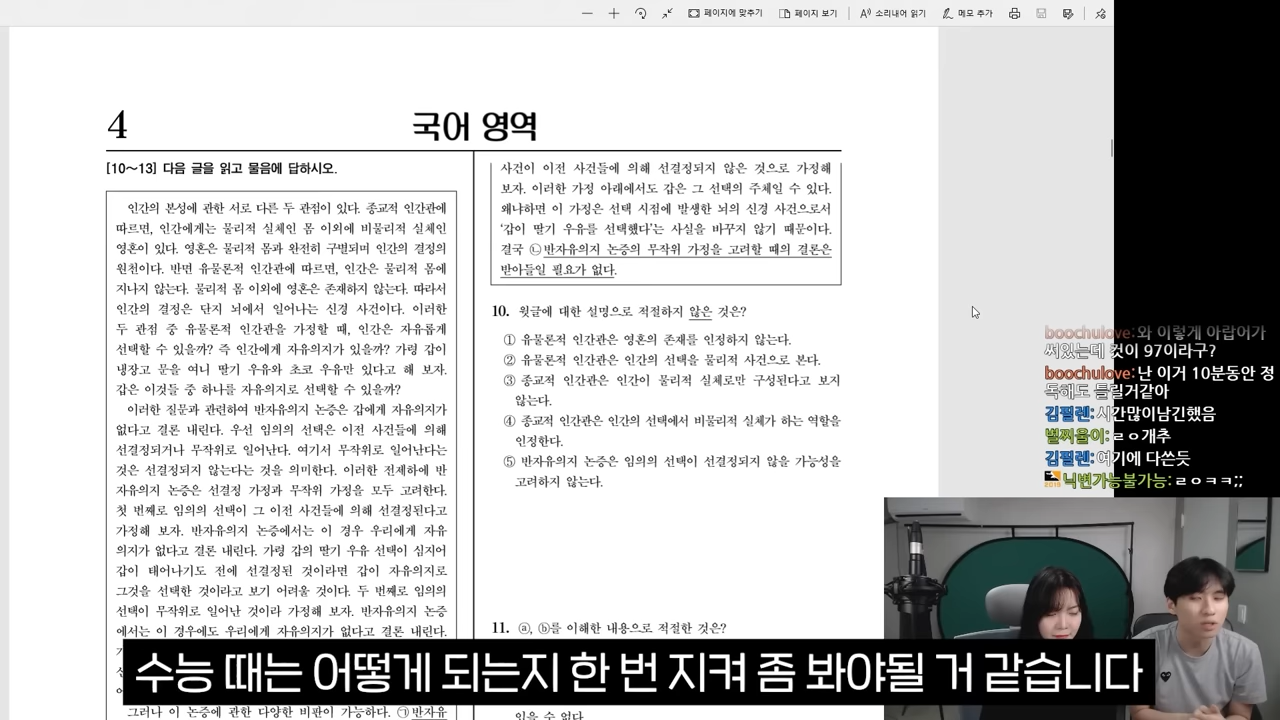 페이지에 맞추기
페이지 보기
소리내어 읽기
메모 추가
4
국어 영역
[10~13] 다음 글을 읽고 물음에 답하시오.
인간의 본성에 관한 서로 다른 두 관점이 있다. 종교적 인간관에
따르면, 인간에게는 물리적 실체인 몸 이외에 비물리적 실체인
영혼이 있다. 영혼은 물리적 몸과 완전히 구별되며 인간의 결정의
원천이다. 반면 유물론적 인간관에 따르면, 인간은 물리적 몸에
지나지 않는다. 물리적 몸 이외에 영혼은 존재하지 않는다. 따라서
인간의 결정은 단지 뇌에서 일어나는 신경 사건이다. 이러한
두 관점 중 유물론적 인간관을 가정할 때, 인간은 자유롭게
선택할 수 있을까? 즉 인간에게 자유의지가 있을까? 가령 갑이
냉장고 문을 여니 딸기 우유와 초코 우유만 있다고 해 보자.
갑은 이것들 중 하나를 자유의지로 선택할 수 있을까?
이러한 질문과 관련하여 반자유의지 논증은 갑에게 자유의지가
없다고 결론 내린다. 우선 임의의 선택은 이전 사건들에 의해
선결정되거나 무작위로 일어난다. 여기서 무작위로 일어난다는
것은 선결정되지 않는다는 것을 의미한다. 이러한 전제하에 반
자유의지 논증은 선결정 가정과 무작위 가정을 모두 고려한다.
첫 번째로 임의의 선택이 그 이전 사건들에 의해 선결정된다고
가정해 보자. 반자유의지 논증에서는 이 경우 우리에게 자유
의지가 없다고 결론 내린다. 가령 갑의 딸기 우유 선택이 심지어
갑이 태어나기도 전에 선결정된 것이라면 갑이 자유의지로
그것을 선택한 것이라고 보기 어려울 것이다. 두 번째로 임의의
선택이 무작위로 일어난 것이라 가정해 보자. 반자유의지 논증
에서는 이 경우에도 우리에게 자유의지가 없다고 결론 내린다.
그러나 이 논증에 관한 다양한 비판이 가능하다. ㉠반자유
사건이 이전 사건들에 의해 선결정되지 않은 것으로 가정해
보자. 이러한 가정 아래에서도 갑은 그 선택의 주체일 수 있다.
왜냐하면 이 가정은 선택 시점에 발생한 뇌의 신경 사건으로서
‘갑이 딸기 우유를 선택했다’는 사실을 바꾸지 않기 때문이다.
결국 ㉡반자유의지 논증의 무작위 가정을 고려할 때의 결론은
받아들일 필요가 없다.
10. 윗글에 대한 설명으로 적절하지 않은 것은?
① 유물론적 인간관은 영혼의 존재를 인정하지 않는다.
② 유물론적 인간관은 인간의 선택을 물리적 사건으로 본다.
③ 종교적 인간관은 인간이 물리적 실체로만 구성된다고 보지
않는다.
④ 종교적 인간관은 인간의 선택에서 비물리적 실체가 하는 역할을
인정한다.
⑤ 반자유의지 논증은 임의의 선택이 선결정되지 않을 가능성을
고려하지 않는다.
11. ⓐ, ⓑ를 이해한 내용으로 적절한 것은?
있을 수 없다.
boochulove: 와 이렇게 아랍어가
써있는데 컷이 97이라구?
boochulove: 난 이거 10분동안 정
독해도 틀릴거같아
김필렌: 시간많이남긴했음
별찌움이: ㄹㅇ개추
김필렌: 여기에 다쓴듯
닉변가능불가능: ㄹㅇㅋㅋ;;
수능 때는 어떻게 되는지 한 번 지켜 좀 봐야될 거 같습니다